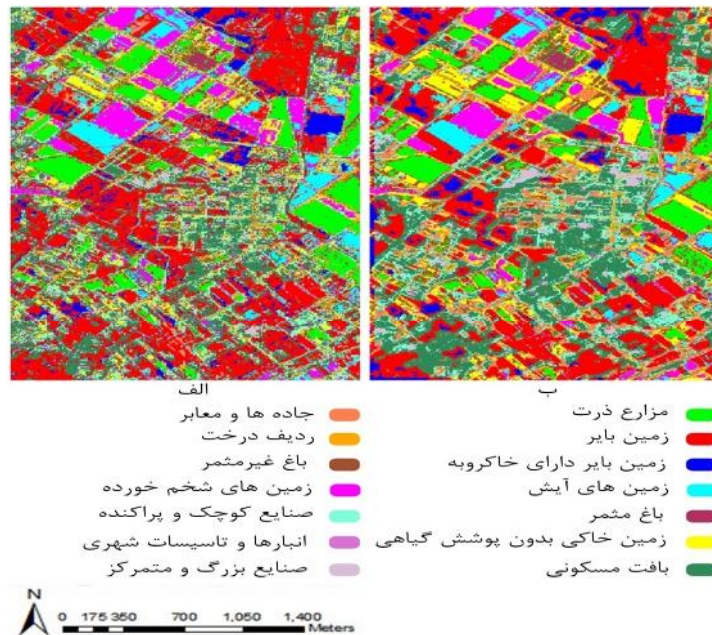 الف
ب
مزارع ذرت
جاده ها و معابر
زمین بایر
ردیف درخت
زمین بایر دارای خاکروبه
باغ غیرمثمر
زمین های آیش
زمین های شخم خورده
باغ مثمر
صنایع کوچک و پراکنده
زمین خاکی بدون پوشش گیاهی
انبارها و تاسیسات شهری
بافت مسکونی
صنایع بزرگ و متمرکز
N
0 175 350 700 1,050 1,400
Meters